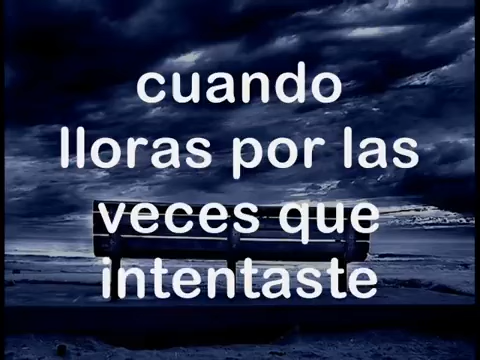 cuando
lloras por las
veces que
intentaste